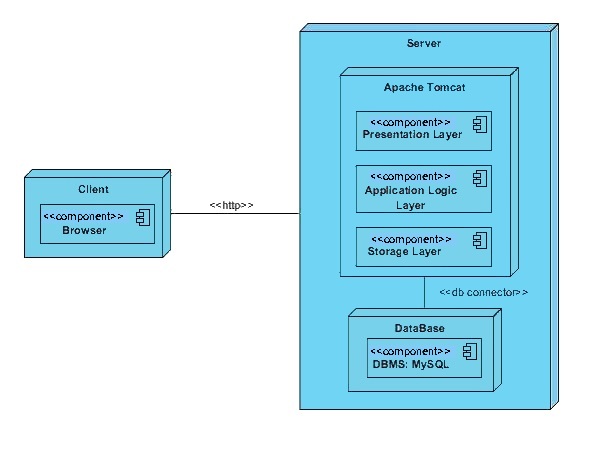 Server
Apache Tomcat
<<component>>
Presentation Layer
<<component>>
Application Logic
Layer
<<component>>
Storage Layer
Client
<<component>>
Browser
<<http>>
<<db connector>>
DataBase
<<component>>
DBMS: MySQL